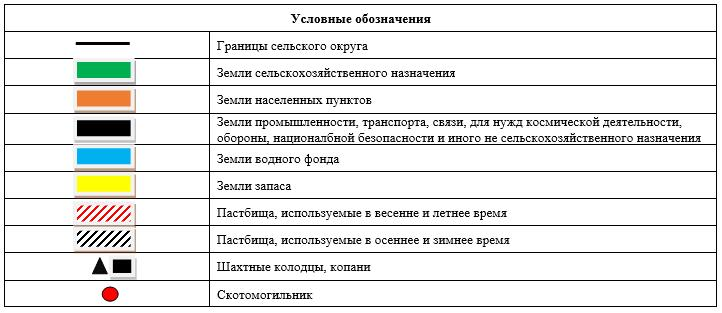 Условные обозначения
Границы сельского округа
Земли сельскохозяйственного назначения
Земли населенных пунктов
Земли промышленности, транспорта, связи, для нужд космической деятельности,
обороны, националбной безопасности и иного не сельскохозяйственного назначения
Земли водного фонда
Земли запаса
Пастбища, используемые в весенне и летнее время
Пастбища, используемые в осеннее и зимнее время
Шахтные колодцы, копани
Скотомогильник